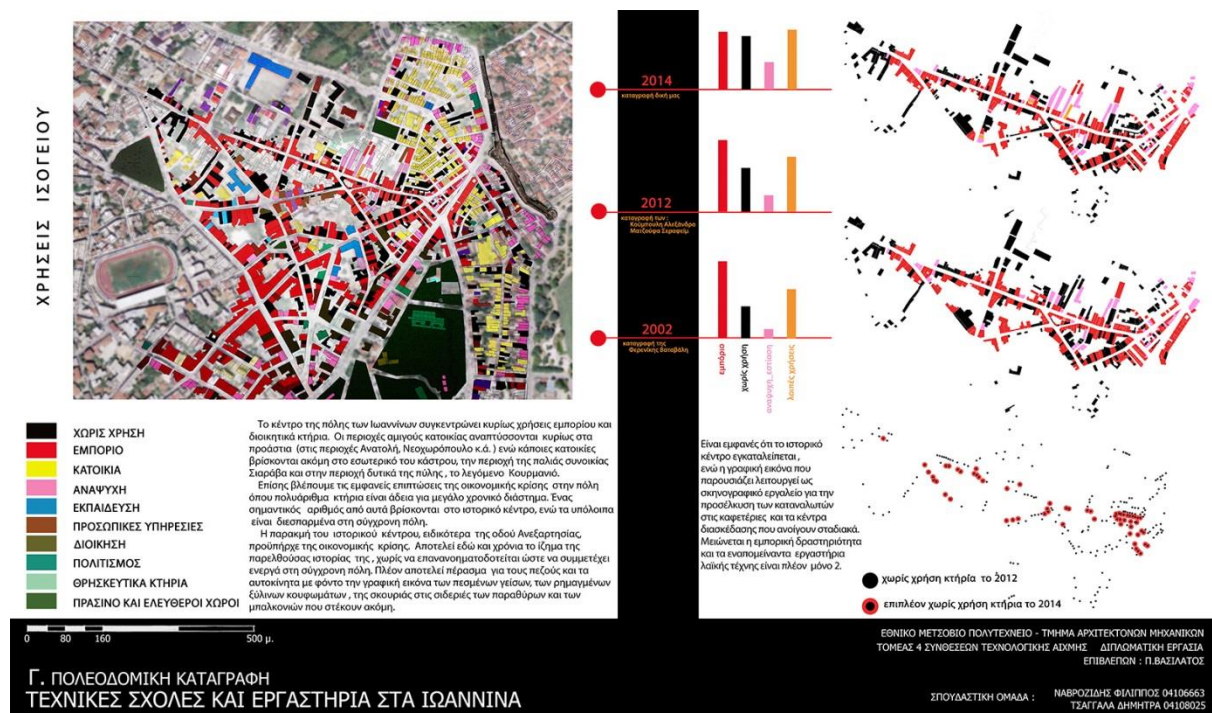 ΧΡΗΣΕΙΣ ΙΣΟΓΕΙΟΥ
ΧΩΡΙΣ ΧΡΗΣΗ
ΕΜΠΟΡΙΟ
ΚΑΤΟΙΚΙΑ
ΑΝΑΨΥΧΗ
ΕΚΠΑΙΔΕΥΣΗ
ΠΡΟΣΩΠΙΚΕΣ ΥΠΗΡΕΣΙΕΣ
ΔΙΟΙΚΗΣΗ
ΠΟΛΙΤΙΣΜΟΣ
ΘΡΗΣΚΕΥΤΙΚΑ ΚΤΗΡΙΑ
ΠΡΑΣΙΝΟ ΚΑΙ ΕΛΕΥΘΕΡΟΙ ΧΩΡΟΙ
Το κέντρο της πόλης των Ιωαννίνων συγκεντρώνει κυρίως χρήσεις εμπορίου και
διοικητικά κτήρια. Οι περιοχές αμιγούς κατοικίας αναπτύσσονται κυρίως στα
προάστια (στις περιοχές Ανατολή, Νεοχωρόπουλο κ.ά. ) ενώ κάποιες κατοικίες
βρίσκονται ακόμη στο εσωτερικό του κάστρου, την περιοχή της παλιάς συνοικίας
Σιαράβα και στην περιοχή δυτικά της πύλης , το λεγόμενο Κουρμανιό.
Επίσης βλέπουμε τις εμφανείς επιπτώσεις της οικονομικής κρίσης στην πόλη
όπου πολυάριθμα κτήρια είναι άδεια για μεγάλο χρονικό διάστημα. Ένας
σημαντικός αριθμός από αυτά βρίσκονται στο ιστορικό κέντρο, ενώ τα υπόλοιπα
είναι διεσπαρμένα στη σύγχρονη πόλη.
Η παρακμή του ιστορικού κέντρου, ειδικότερα της οδού Ανεξαρτησίας,
προϋπήρχε της οικονομικής κρίσης. Αποτελεί εδώ και χρόνια το ίζημα της
παρελθούσας ιστορίας της , χωρίς να επανανοηματοδοτείται ώστε να συμμετέχει
ενεργά στη σύγχρονη πόλη. Πλέον αποτελεί πέρασμα για τους πεζούς και τα
αυτοκίνητα με φόντο την γραφική εικόνα των πεσμένων γείσων, των ρημαγμένων
ξύλινων κουφωμάτων , της σκουριάς στις σιδεριές των παραθύρων και των
μπαλκονιών που στέκουν ακόμη.
2014
καταγραφή δική μας
2012
καταγραφή των :
Κούμπουλη Αλεξάνδρα
Ματζούφα Σεραφείμ
2002
καταγραφή της
Φερενίκης Βαταβάλη
εμπόριο
χωρίς χρήση
αναψυχή_εστίαση
λοιπές χρήσεις
Είναι εμφανές ότι το ιστορικό
κέντρο εγκαταλείπεται ,
ενώ η γραφική εικόνα που
παρουσιάζει λειτουργεί ως
σκηνογραφικό εργαλείο για την
προσέλκυση των καταναλωτών
στις καφετέριες και τα κέντρα
διασκέδασης που ανοίγουν σταδιακά.
Μειώνεται η εμπορική δραστηριότητα
και τα εναπομείναντα εργαστήρια
λαϊκής τέχνης είναι πλέον μόνο 2.
χωρίς χρήση κτήρία το 2012
επιπλέον χωρίς χρήση κτήρια το 2014
0 80 160 500 μ.
Γ. ΠΟΛΕΟΔΟΜΙΚΗ ΚΑΤΑΓΡΑΦΗ
ΤΕΧΝΙΚΕΣ ΣΧΟΛΕΣ ΚΑΙ ΕΡΓΑΣΤΗΡΙΑ ΣΤΑ ΙΩΑΝΝΙΝΑ
ΕΘΝΙΚΟ ΜΕΤΣΟΒΙΟ ΠΟΛΥΤΕΧΝΕΙΟ - ΤΜΗΜΑ ΑΡΧΙΤΕΚΤΟΝΩΝ ΜΗΧΑΝΙΚΩΝ
ΤΟΜΕΑΣ 4 ΣΥΝΘΕΣΕΩΝ ΤΕΧΝΟΛΟΓΙΚΗΣ ΑΙΧΜΗΣ ΔΙΠΛΩΜΑΤΙΚΗ ΕΡΓΑΣΙΑ
ΕΠΙΒΛΕΠΩΝ : Π.ΒΑΣΙΛΑΤΟΣ
ΣΠΟΥΔΑΣΤΙΚΗ ΟΜΑΔΑ : ΝΑΒΡΟΖΙΔΗΣ ΦΙΛΙΠΠΟΣ 04106663
ΤΣΑΓΓΑΛΑ ΔΗΜΗΤΡΑ 04108025